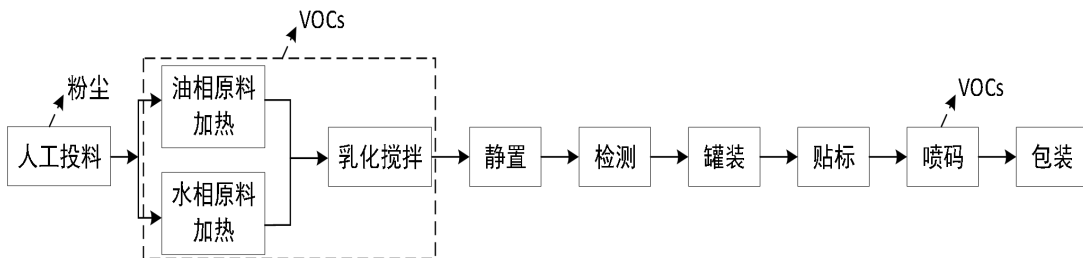 VOCs
粉尘
油相原料
加热
VOCs
人工投料
乳化搅拌
静置
检测
罐装
贴标
喷码
包装
水相原料
加热